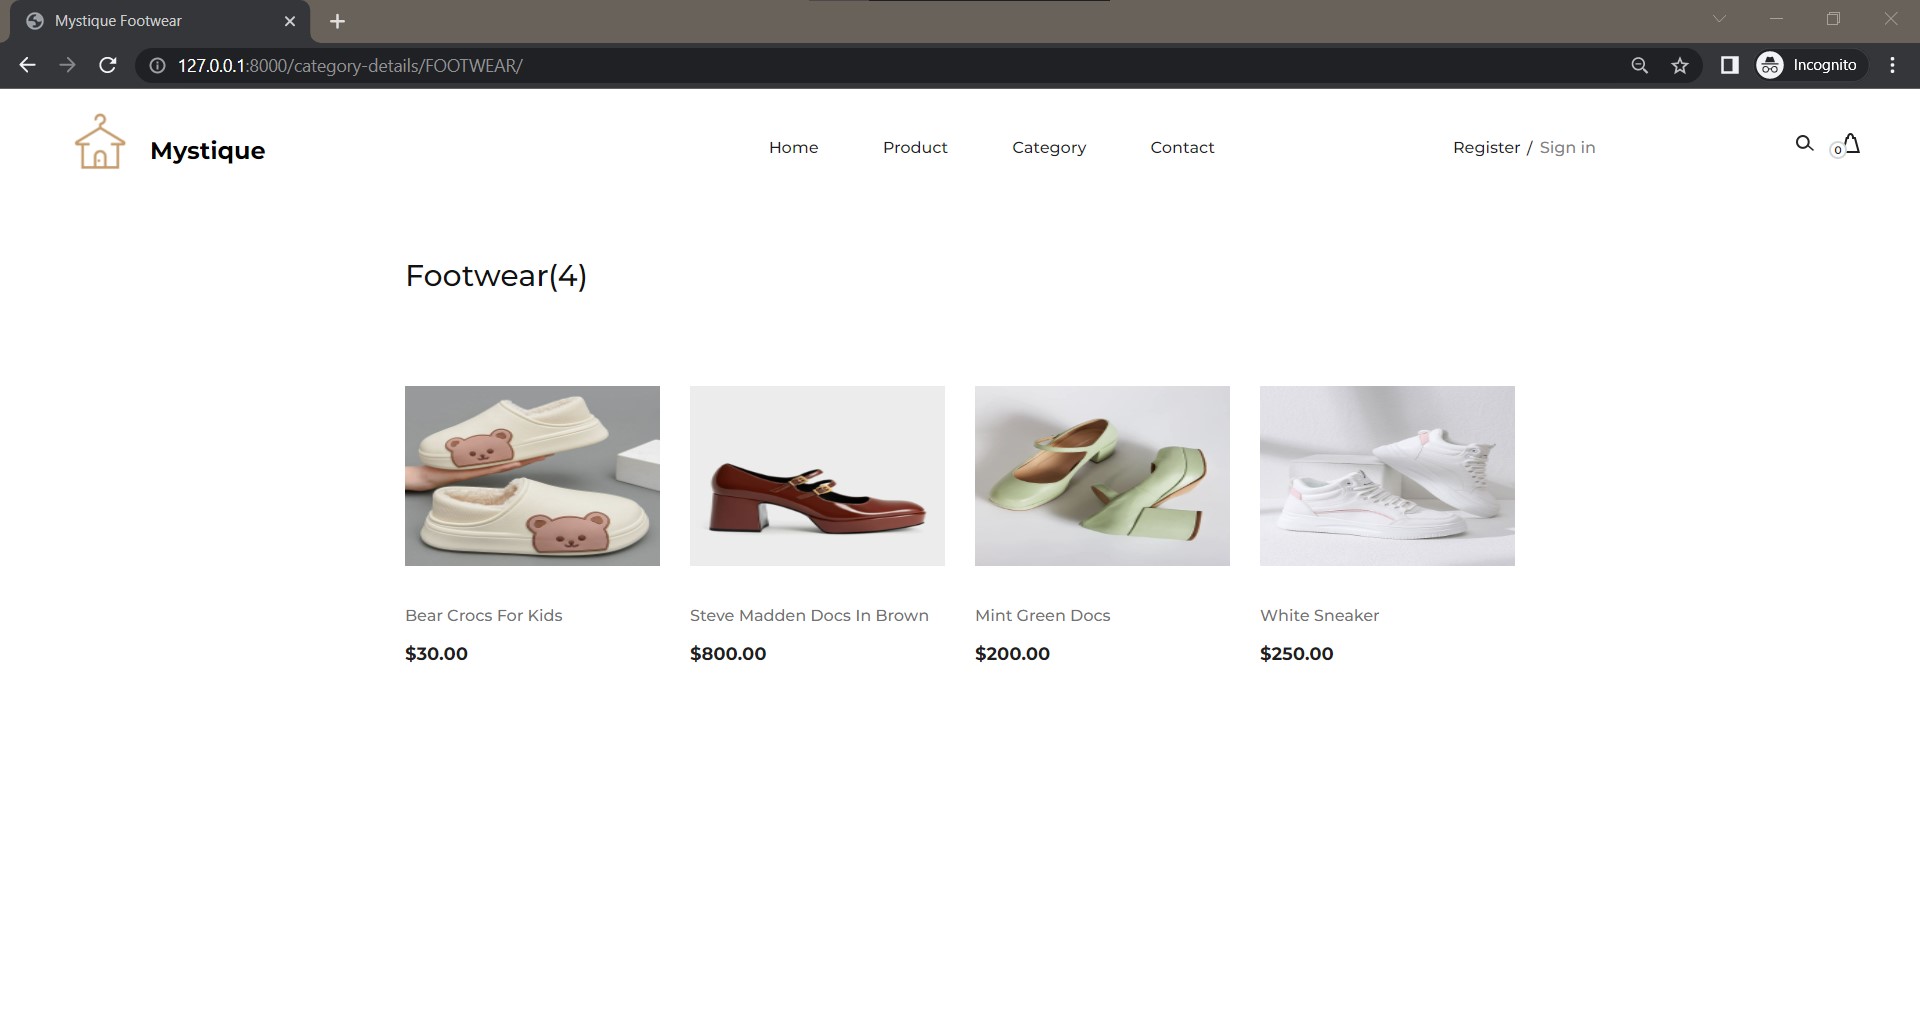 Mystique Footwear
127.0.0.1:8000/category-details/FOOTWEAR/
Incognito
Mystique
Home
Product
Category
Contact
Register / Sign in
0
Footwear(4)
Bear Crocs For Kids
$30.00
Steve Madden Docs In Brown
$800.00
Mint Green Docs
$200.00
White Sneaker
$250.00